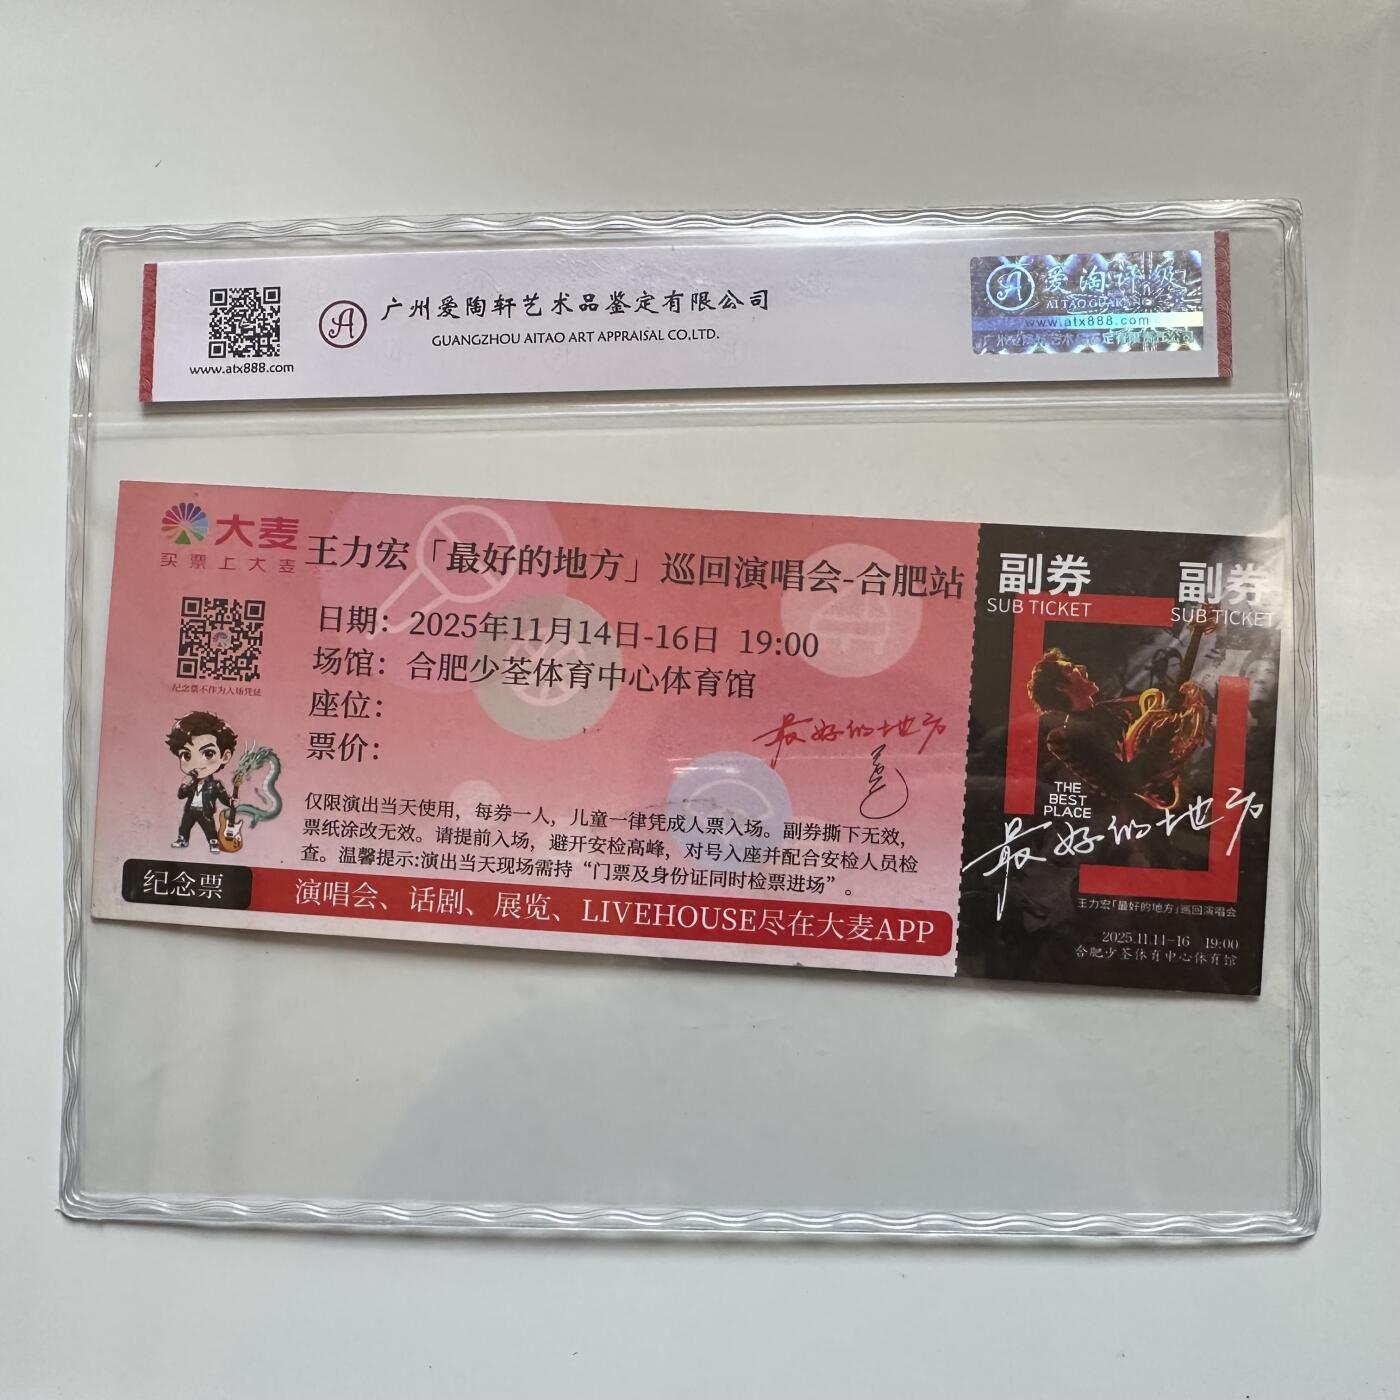 www.atx888.com
广州爱陶轩艺术品鉴定有限公司
GUANGZHOU AITAO ART APPRAISAL CO.,LTD.
爱淘评级
www.atx888.com
大麦
买票上大麦
王力宏「最好的地方」巡回演唱会-合肥站
日期：2025年11月14日-16日 19:00
场馆：合肥少荃体育中心体育馆
座位：
票价：
纪念票不作为入场凭证
最好的地方
仅限演出当天使用，每券一人，儿童一律凭成人票入场。副券撕下无效，
票纸涂改无效。请提前入场，避开安检高峰，对号入座并配合安检人员检
查。温馨提示:演出当天现场需持“门票及身份证同时检票进场”。
纪念票
演唱会、话剧、展览、LIVEHOUSE尽在大麦APP
副券
SUB TICKET
副券
SUB TICKET
THE
BEST
PLACE
最好的地方
王力宏「最好的地方」巡回演唱会
2025.11.14-16 19:00
合肥少荃体育中心体育馆